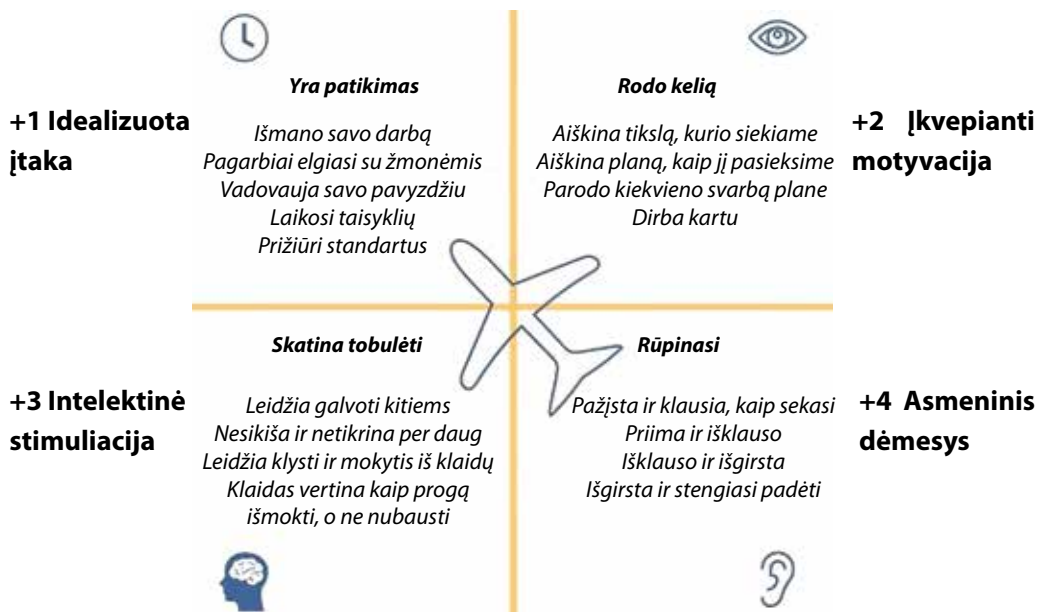 +1 Idealizuota
įtaka
Yra patikimas
Išmano savo darbą
Pagarbiai elgiasi su žmonėmis
Vadovauja savo pavyzdžiu
Laikosi taisyklių
Prižiūri standartus
Rodo kelią
Aiškina tikslą, kurio siekiame
Aiškina planą, kaip jį pasieksime
Parodo kiekvieno svarbą plane
Dirba kartu
+2 Įkvepianti
motyvacija
+3 Intelektinė
stimuliacija
Skatina tobulėti
Leidžia galvoti kitiems
Nesikiša ir netikrina per daug
Leidžia klysti ir mokytis iš klaidų
Klaidas vertina kaip progą
išmokti, o ne nubausti
Rūpinasi
Pažįsta ir klausia, kaip sekasi
Priima ir išklauso
Išklauso ir išgirsta
Išgirsta ir stengiasi padėti
+4 Asmeninis
dėmesys